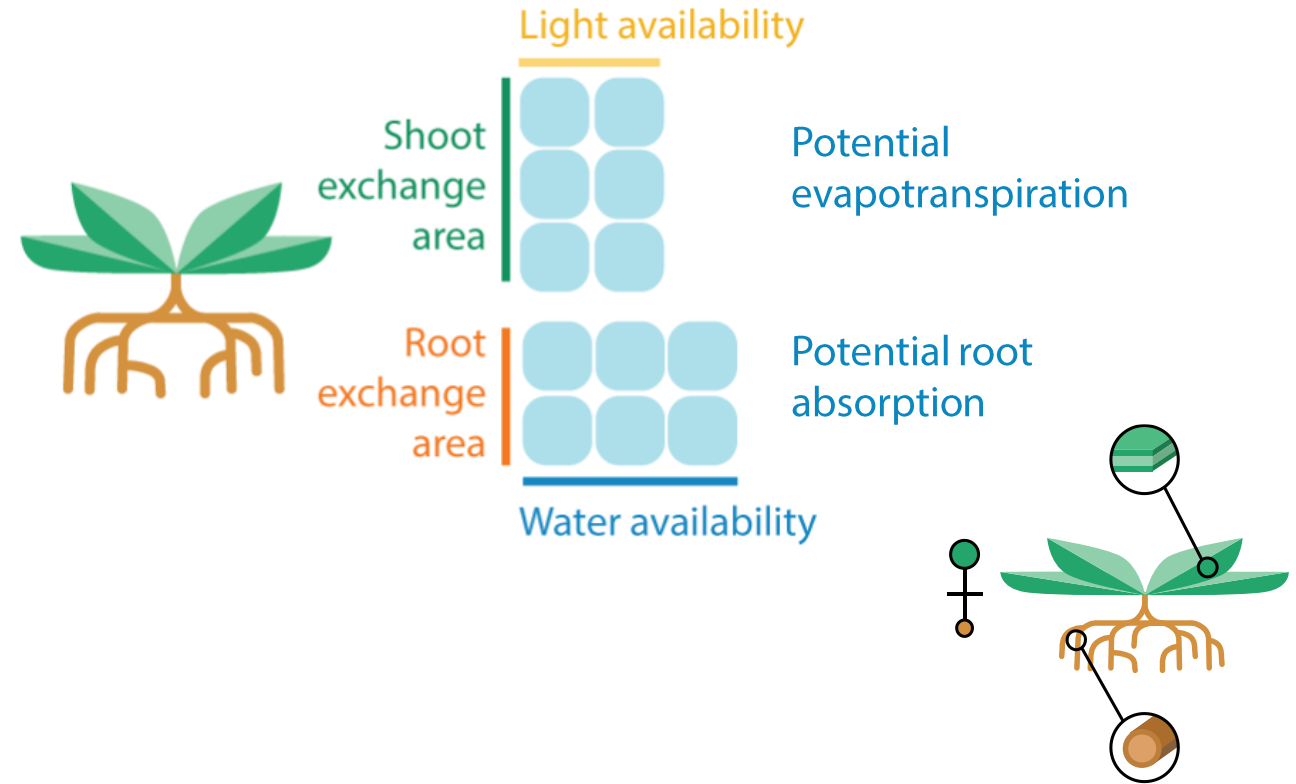 Light availability
Shoot
exchange
area
Potential
evapotranspiration
Root
exchange
area
Potential root
absorption
Water availability